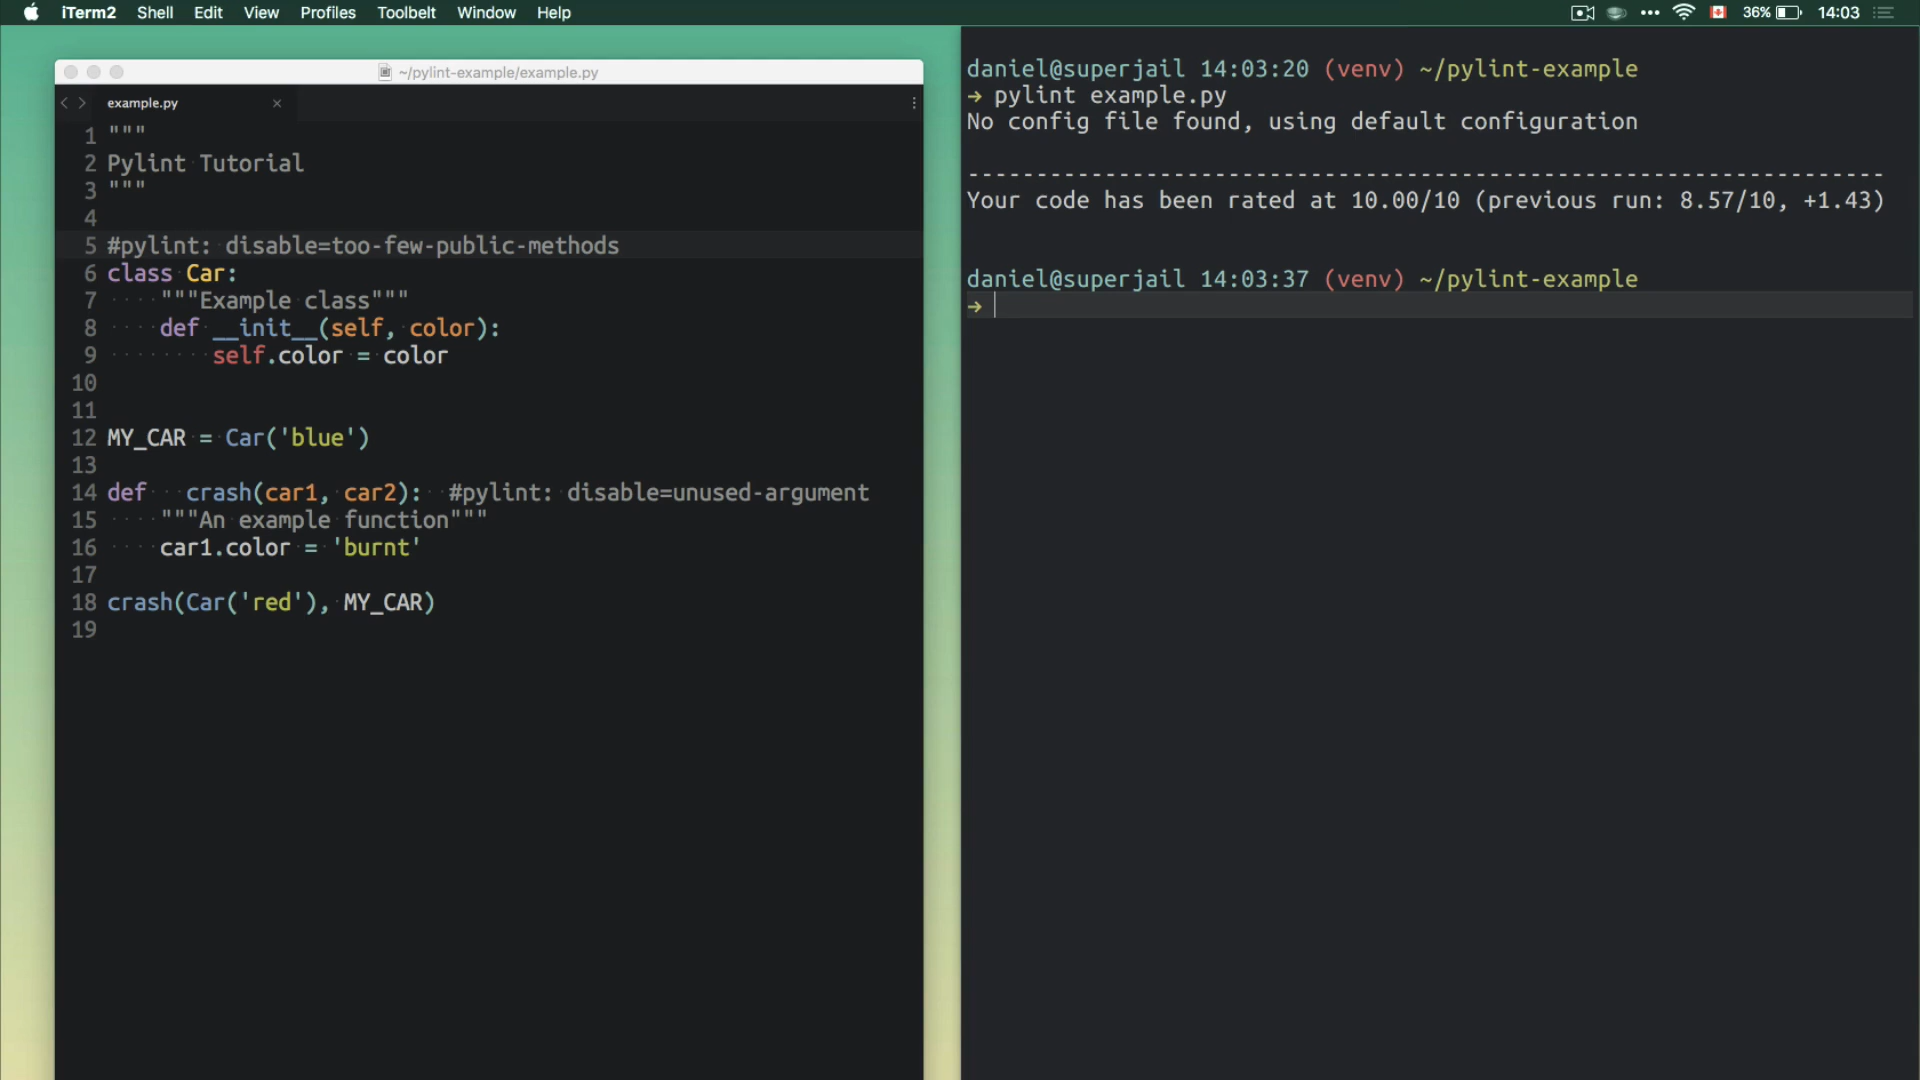 iTerm2 Shell Edit View Profiles Toolbelt Window Help 36% 14:03
~/pylint-example/example.py
example.py
1 """
2 Pylint Tutorial
3 """
4
5 #pylint: disable=too-few-public-methods
6 class Car:
7     """Example class"""
8     def __init__(self, color):
9         self.color = color
10
11
12 MY_CAR = Car('blue')
13
14 def   crash(car1, car2):  #pylint: disable=unused-argument
15     """An example function"""
16     car1.color = 'burnt'
17
18 crash(Car('red'), MY_CAR)
19
daniel@superjail 14:03:20 (venv) ~/pylint-example
→ pylint example.py
No config file found, using default configuration
-------------------------------------------------------------------
Your code has been rated at 10.00/10 (previous run: 8.57/10, +1.43)
daniel@superjail 14:03:37 (venv) ~/pylint-example
→